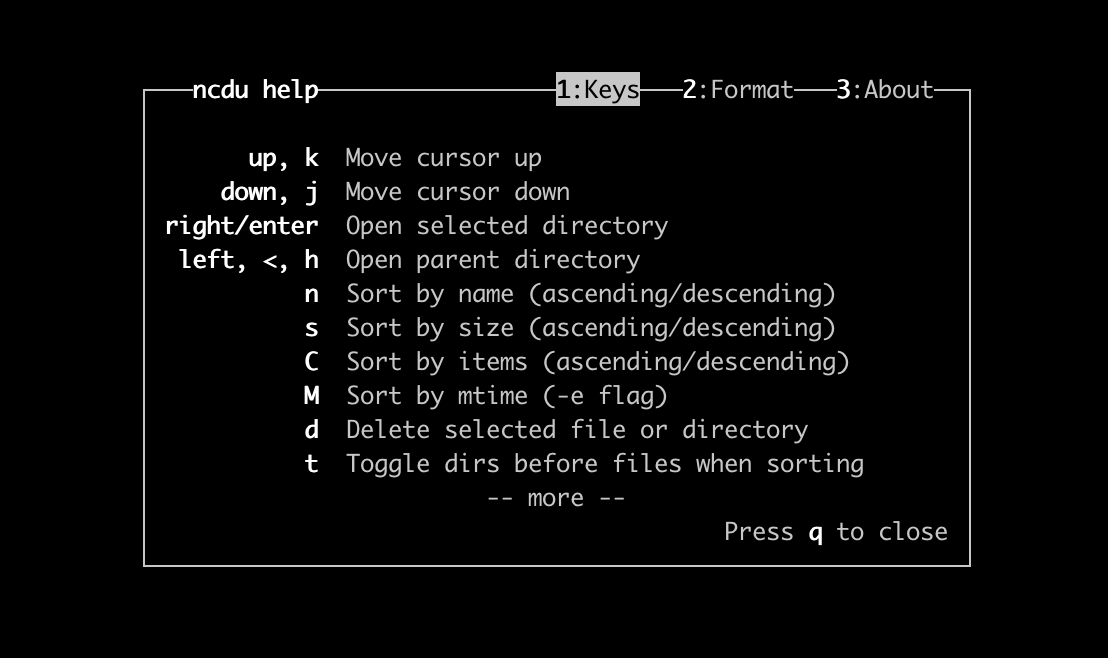 ncdu help 1:Keys 2:Format 3:About
up, k Move cursor up
down, j Move cursor down
right/enter Open selected directory
left, <, h Open parent directory
n Sort by name (ascending/descending)
s Sort by size (ascending/descending)
C Sort by items (ascending/descending)
M Sort by mtime (-e flag)
d Delete selected file or directory
t Toggle dirs before files when sorting
-- more --
Press q to close